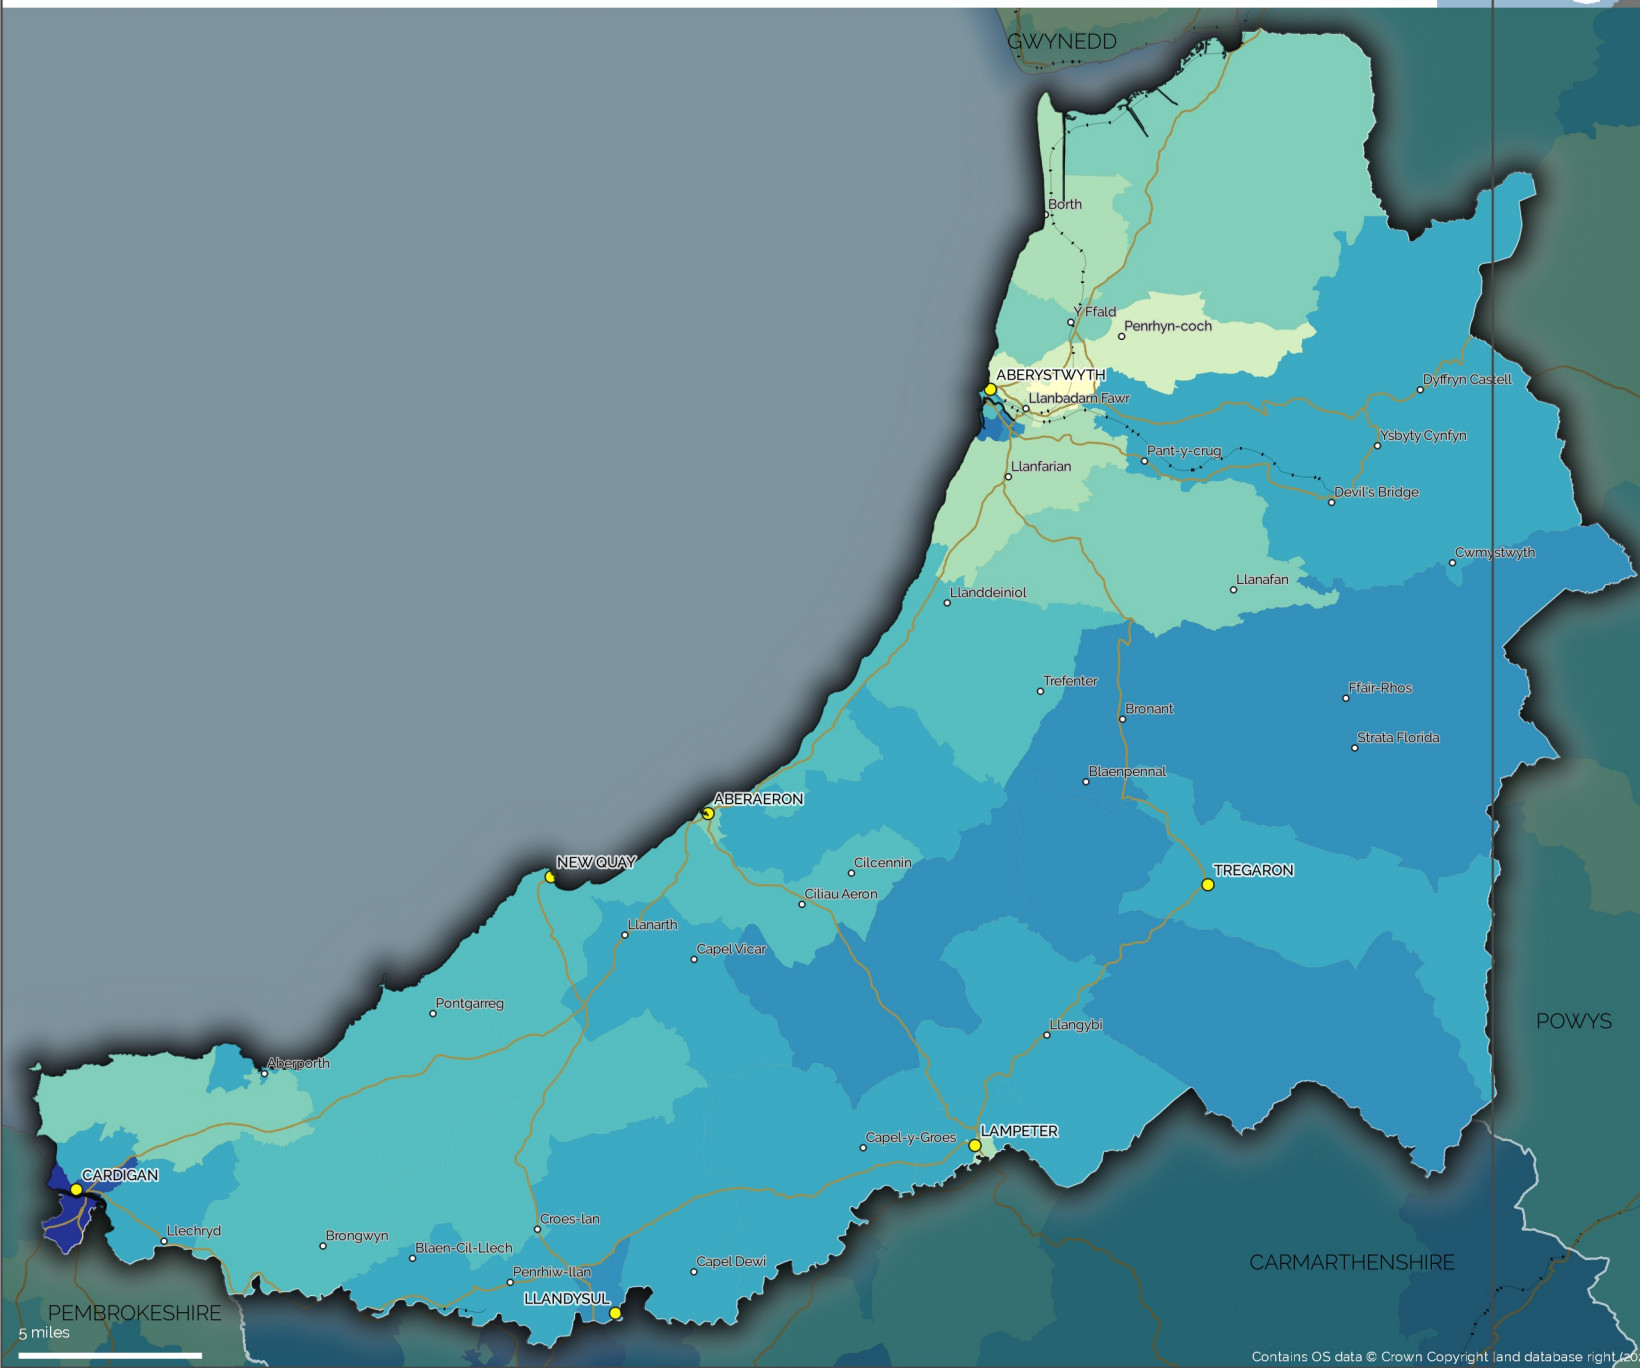 GWYNEDD
Borth
Y Ffald
Penrhyn-coch
ABERYSTWYTH
Dyffryn Castell
Llanbadarn Fawr
Ysbyty Cynfyn
Pant-y-crug
Llanfarian
Devil's Bridge
Cwmystwyth
Llanafan
Llanddeiniol
Trefenter
Ffair-Rhos
Bronant
Strata Florida
Blaenpennal
ABERAERON
NEW QUAY
Cilcennin
TREGARON
Ciliau Aeron
Llanarth
Capel Vicar
Pontgarreg
POWYS
Llangybi
Aberporth
LAMPETER
Capel-y-Groes
CARDIGAN
Croes-lan
Llechryd
Brongwyn
Blaen-Cil-Llech
Capel Dewi
CARMARTHENSHIRE
Penrhiw-llan
LLANDYSUL
PEMBROKESHIRE
5 miles
Contains OS data © Crown Copyright and database right